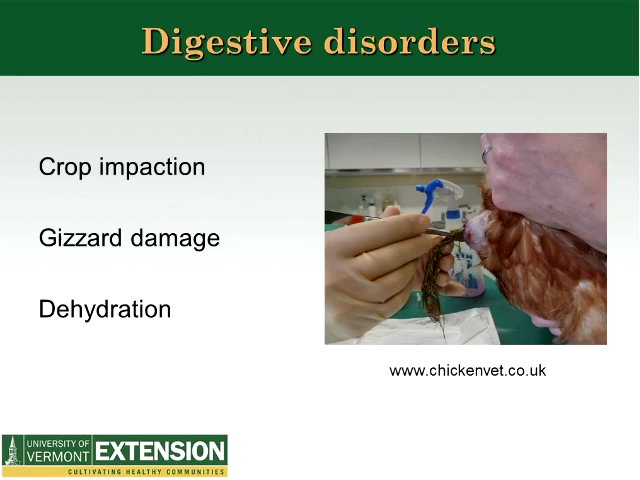 Digestive disorders
Crop impaction
Gizzard damage
Dehydration
www.chickenvet.co.uk
UNIVERSITY OF
VERMONT
EXTENSION
CULTIVATING HEALTHY COMMUNITIES